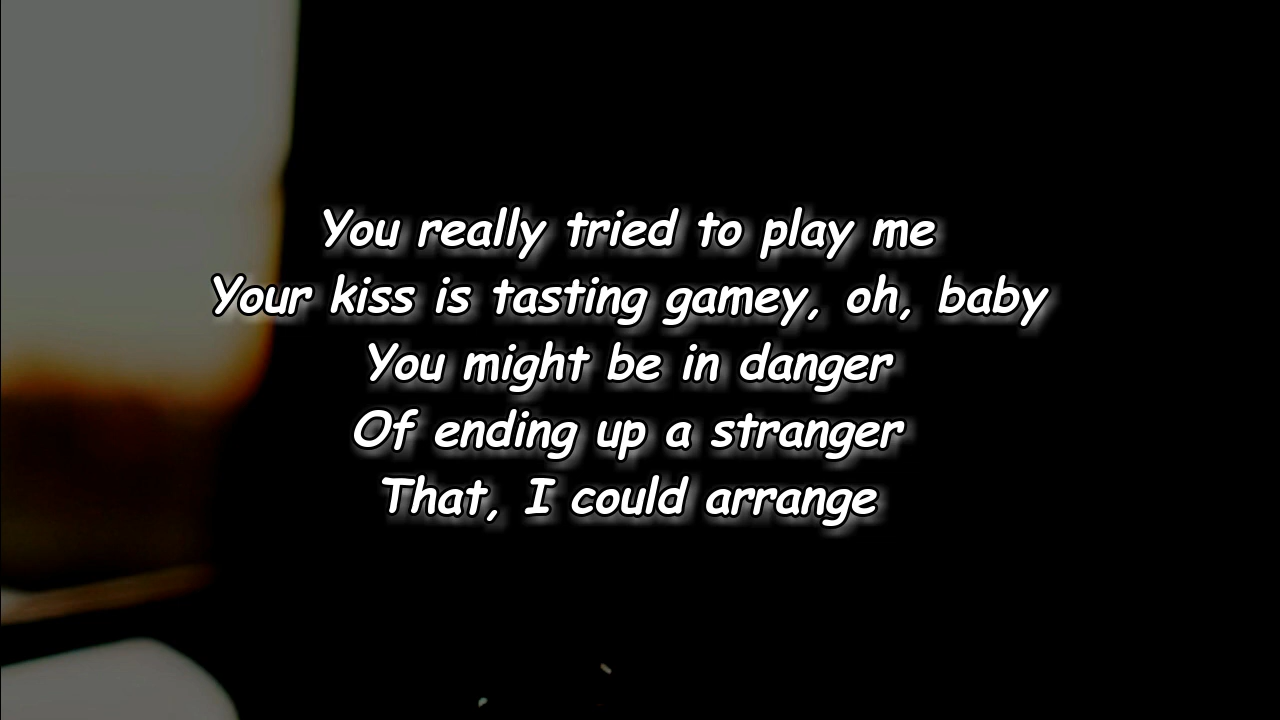 You really tried to play me
Your kiss is tasting gamey, oh, baby
You might be in danger
Of ending up a stranger
That, I could arrange